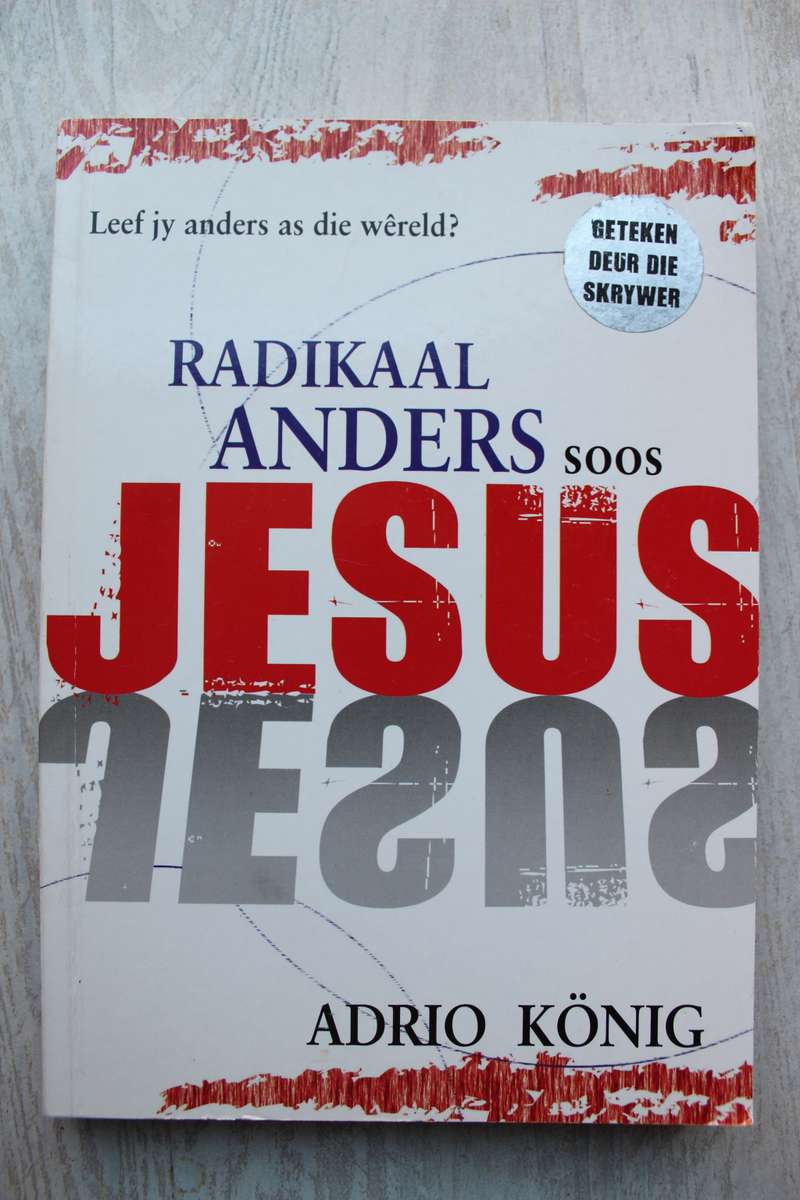 Leef jy anders as die wêreld?
GETEKEN
DEUR DIE
SKRYWER
RADIKAAL
ANDERS SOOS
JESUS
JESUS
ADRIO KÖNIG